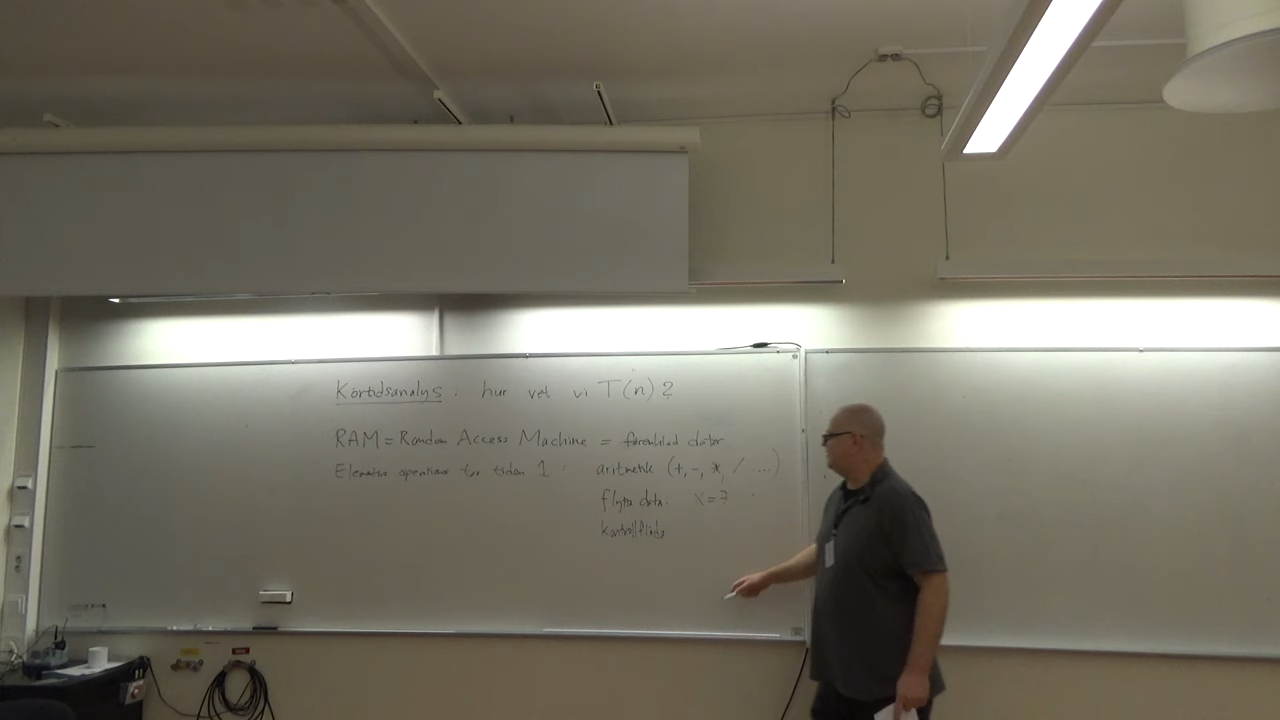 Körtidsanalys: hur vet vi T(n)?
RAM = Random Access Machine = förenklad dator
Elementär operationer tar tiden 1: aritmetik (+, -, *, / ....)
flytta data: x = 7
kontrollflöde